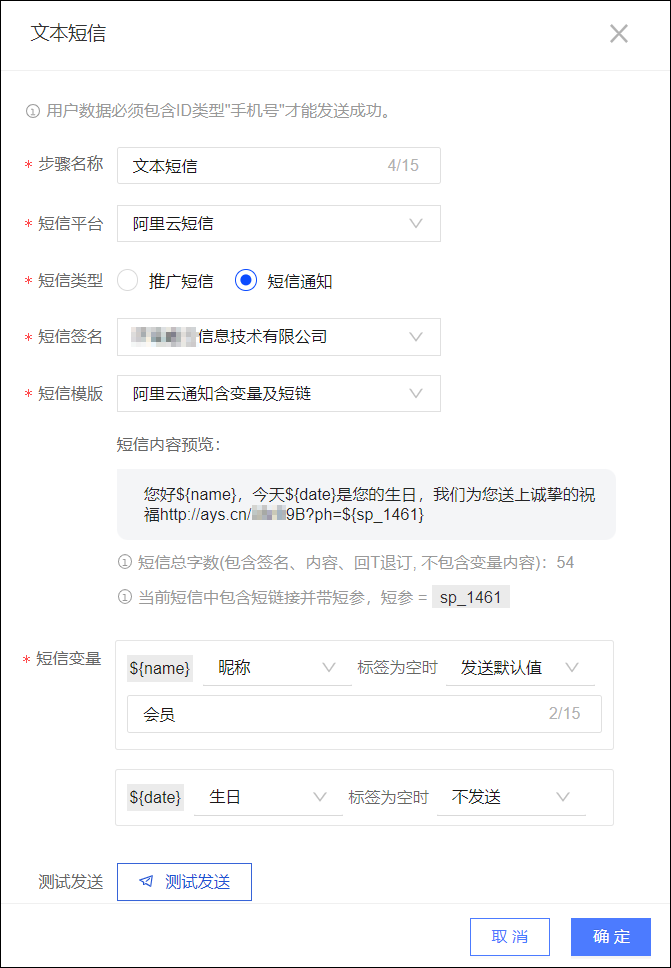 文本短信
用户数据必须包含ID类型"手机号"才能发送成功。
* 步骤名称 文本短信 4/15
* 短信平台 阿里云短信
* 短信类型 推广短信 短信通知
* 短信签名 信息技术有限公司
* 短信模版 阿里云通知含变量及短链
短信内容预览：
您好${name}，今天${date}是您的生日，我们为您送上诚挚的祝
福http://ays.cn/ 9B?ph=${sp_1461}
短信总字数(包含签名、内容、回T退订, 不包含变量内容)：54
当前短信中包含短链接并带短参，短参 = sp_1461
* 短信变量 ${name} 昵称 标签为空时 发送默认值
会员 2/15
${date} 生日 标签为空时 不发送
测试发送 测试发送
取消 确定